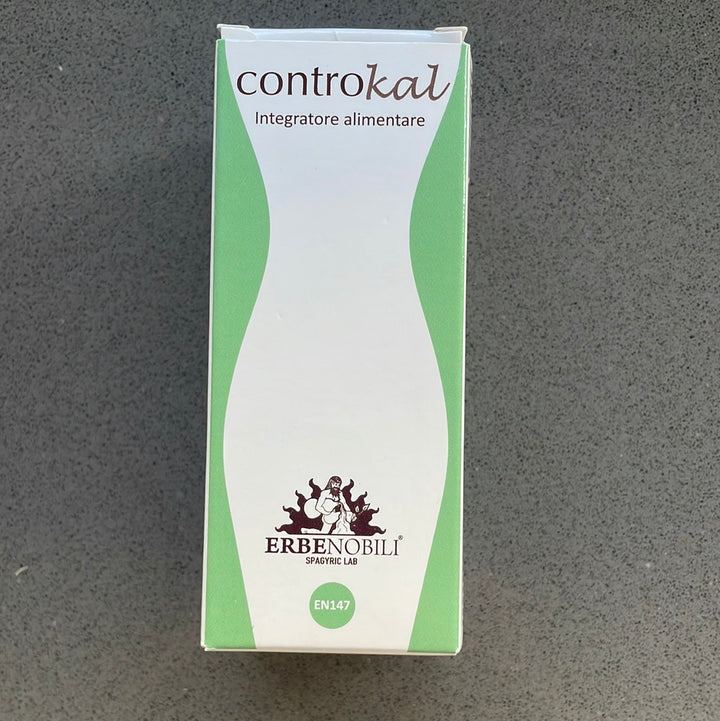 controkal
Integratore alimentare
ERBENOBILI®
SPAGYRIC LAB
EN147